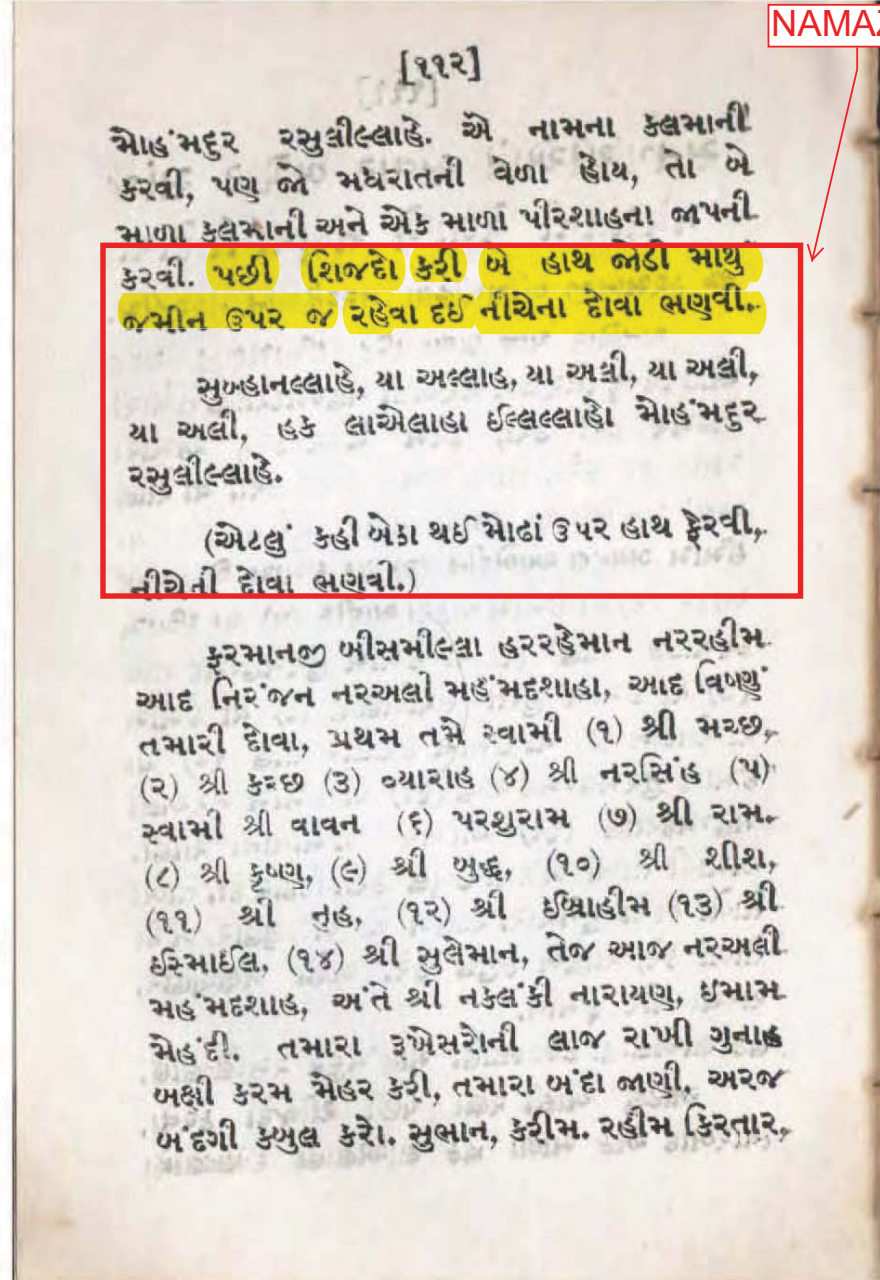 NAMAZ
[૧૧૨]
મોહંમદુર રસુલીલ્લાહે. એ નામના કલમાની
કરવી, પણ જો મધરાતની વેળા હોય, તો બે
માળા કલમાની અને એક માળા પીરશાહના જાપની
કરવી. પછી શિજદો કરી બે હાથ જોડી માથું
જમીન ઉપર જ રહેવા દઈ નીચેના દોવા ભણવી.
સુબ્હાનલ્લાહે, યા અલ્લાહ, યા અલી, યા અલી,
યા અલી, હક લાએલાહા ઈલ્લલ્લાહો મોહંમદુર
રસુલીલ્લાહે.
(એટલું કહી બેઠા થઈ મોઢાં ઉપર હાથ ફેરવી,
નીચેની દોવા ભણવી.)
ફરમાનજી બીસમીલ્લા હરરહેમાન નરરહીમ
આદ નિરંજન નરઅલી મહંમદશાહા, આદ વિષ્ણું
તમારી દોવા, પ્રથમ તમે સ્વામી (૧) શ્રી મચ્છ,
(૨) શ્રી કચ્છ (૩) વ્યારાહ (૪) શ્રી નરસિંહ (૫)
સ્વામી શ્રી વાવન (૬) પરશુરામ (૭) શ્રી રામ.
(૮) શ્રી કૃષ્ણ, (૯) શ્રી બુદ્ધ, (૧૦) શ્રી શીશ,
(૧૧) શ્રી નુહ, (૧૨) શ્રી ઈબ્રાહીમ (૧૩) શ્રી
ઈસ્માઈલ, (૧૪) શ્રી સુલેમાન, તેજ આજ નરઅલી
મહંમદશાહ, અંતે શ્રી નકલંકી નારાયણ, ઇમામ
મેહંદી. તમારા રૂખેસરોની લાજ રાખી ગુનાહ
બક્ષી કરમ મેહર કરી, તમારા બંદા જાણી, અરજ
બંદગી કબુલ કરો. સુભાન, કરીમ. રહીમ કિરતાર,